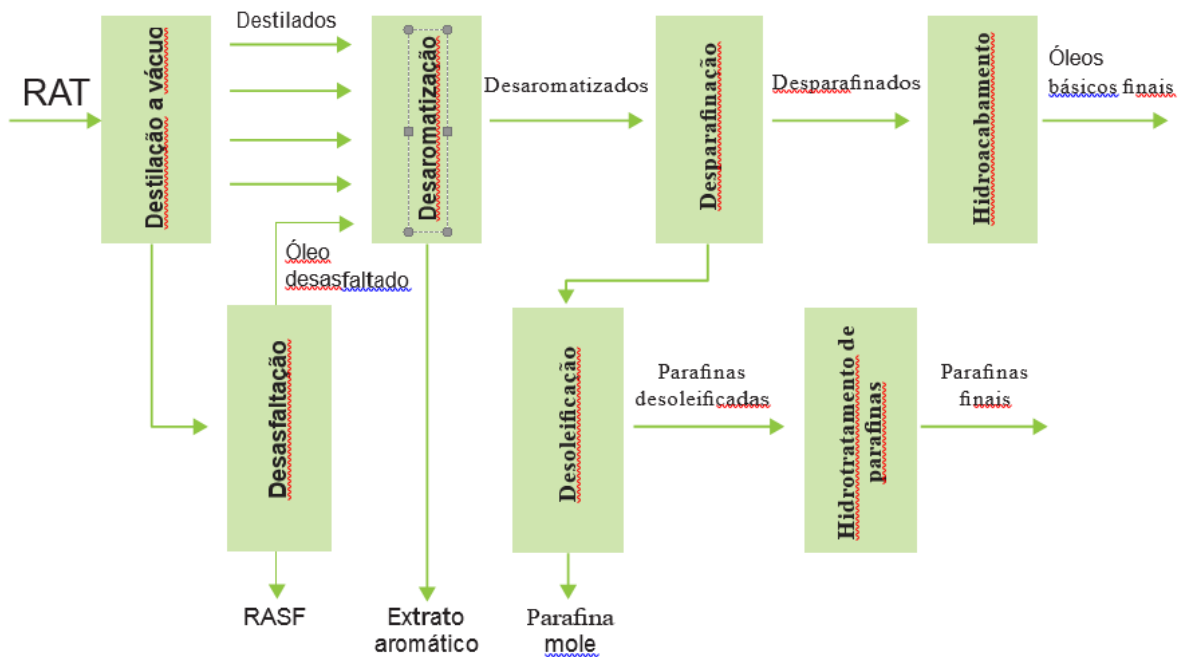 RAT
Destilação a vácuo
Destilados
Desaromatização
Desaromatizados
Desparafinação
Desparafinados
Hidroacabamento
Óleos
básicos finais
Óleo
desasfaltado
Desasfaltação
RASF
Extrato
aromático
Desoleificação
Parafina
mole
Parafinas
desoleificadas
Hidrotratamento de
parafinas
Parafinas
finais